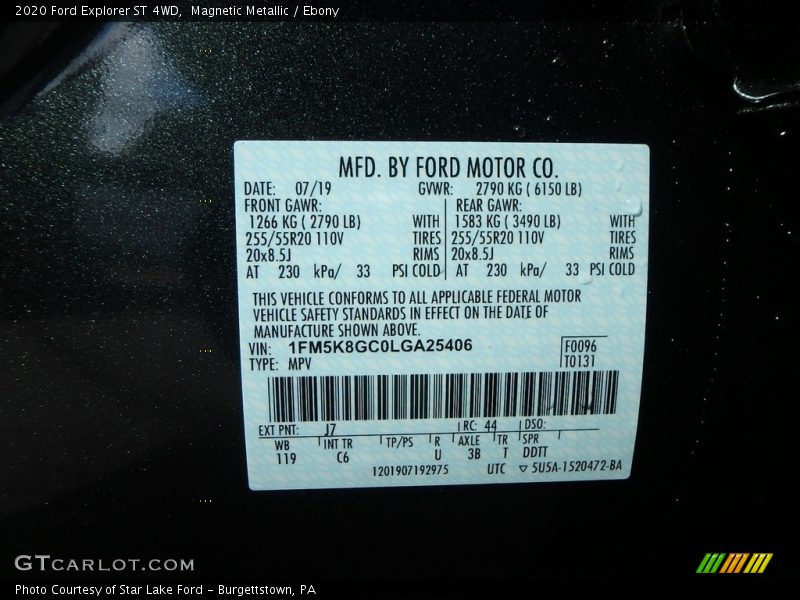 2020 Ford Explorer ST 4WD,  Magnetic Metallic / Ebony
MFD. BY FORD MOTOR CO.
DATE: 07/19 GVWR: 2790 KG ( 6150 LB)
FRONT GAWR: REAR GAWR:
1266 KG ( 2790 LB) WITH 1583 KG ( 3490 LB) WITH
255/55R20 110V TIRES 255/55R20 110V TIRES
20x8.5J RIMS 20x8.5J RIMS
AT 230 kPa/ 33 PSI COLD AT 230 kPa/ 33 PSI COLD
THIS VEHICLE CONFORMS TO ALL APPLICABLE FEDERAL MOTOR
VEHICLE SAFETY STANDARDS IN EFFECT ON THE DATE OF
MANUFACTURE SHOWN ABOVE.
VIN: 1FM5K8GC0LGA25406 F0096
TYPE: MPV T0131
EXT PNT: J7 RC: 44 DSO:
WB INT TR TP/PS R AXLE TR SPR
119 C6 U 3B T DDTT
1201907192975 UTC ▽ 5U5A-1520472-BA
GTCARLOT.COM
Photo Courtesy of Star Lake Ford - Burgettstown, PA